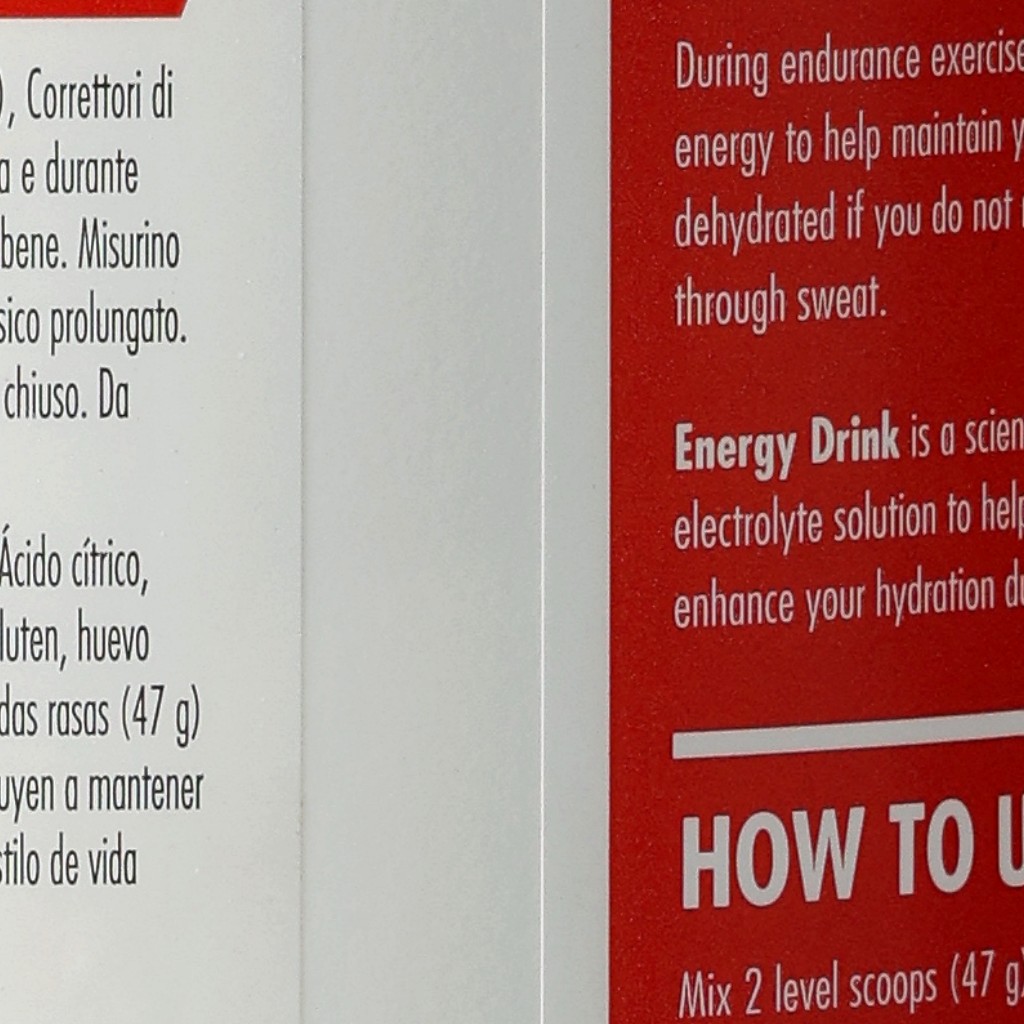 ), Correttori di
a e durante
bene. Misurino
sico prolungato.
chiuso. Da
Ácido cítrico,
luten, huevo
das rasas (47 g)
uyen a mantener
stilo de vida
During endurance exercise
energy to help maintain y
dehydrated if you do not
through sweat.
Energy Drink is a scien
electrolyte solution to help
enhance your hydration du
HOW TO U
Mix 2 level scoops (47 g)